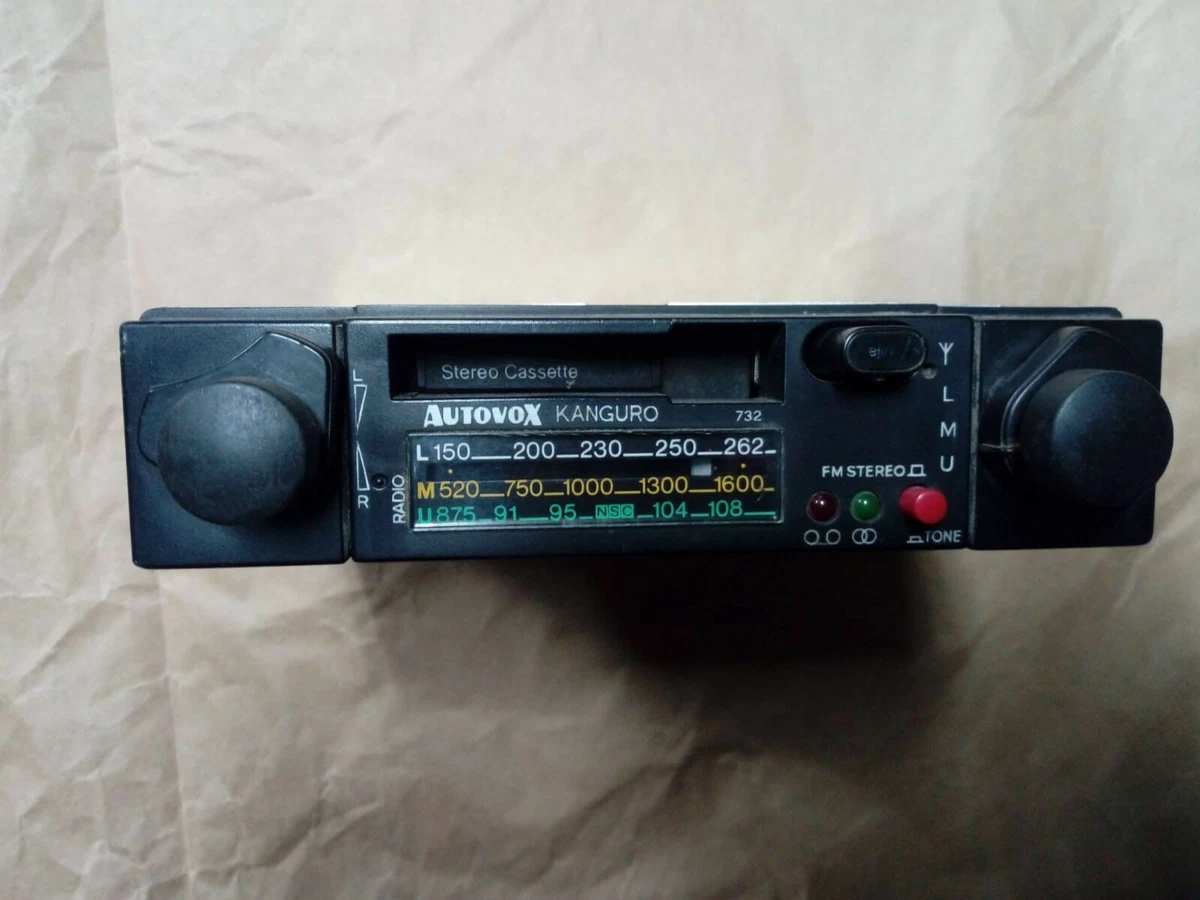 Stereo Cassette
AUTOVOX KANGURO 732
L 150 200 230 250 262
M 520 750 1000 1300 1600
U 875 91 95 NSC 104 108
L
R
RADIO
L
M
U
FM STEREO
TONE